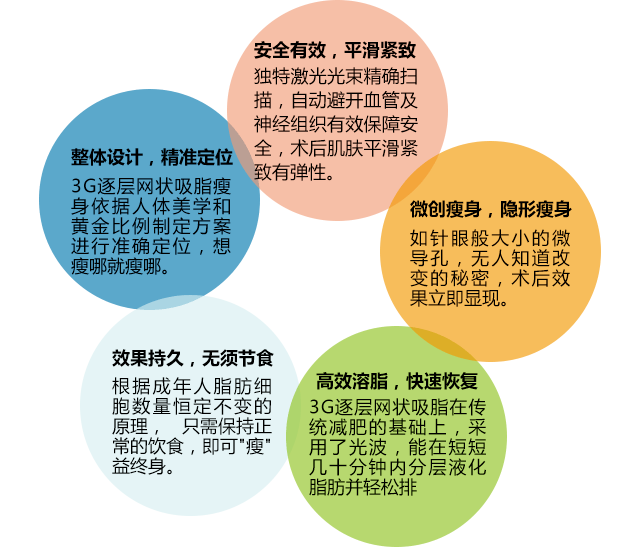 安全有效，平滑紧致
独特激光光束精确扫
描，自动避开血管及
神经组织有效保障安
全，术后肌肤平滑紧
致有弹性。
整体设计，精准定位
3G逐层网状吸脂瘦
身依据人体美学和
黄金比例制定方案
进行准确定位，想
瘦哪就瘦哪。
微创瘦身，隐形瘦身
如针眼般大小的微
导孔，无人知道改
变的秘密，术后效
果立即显现。
效果持久，无须节食
根据成年人脂肪细
胞数量恒定不变的
原理， 只需保持正
常的饮食，即可"瘦"
益终身。
高效溶脂，快速恢复
3G逐层网状吸脂在传
统减肥的基础上，采
用了光波，能在短短
几十分钟内分层液化
脂肪并轻松排